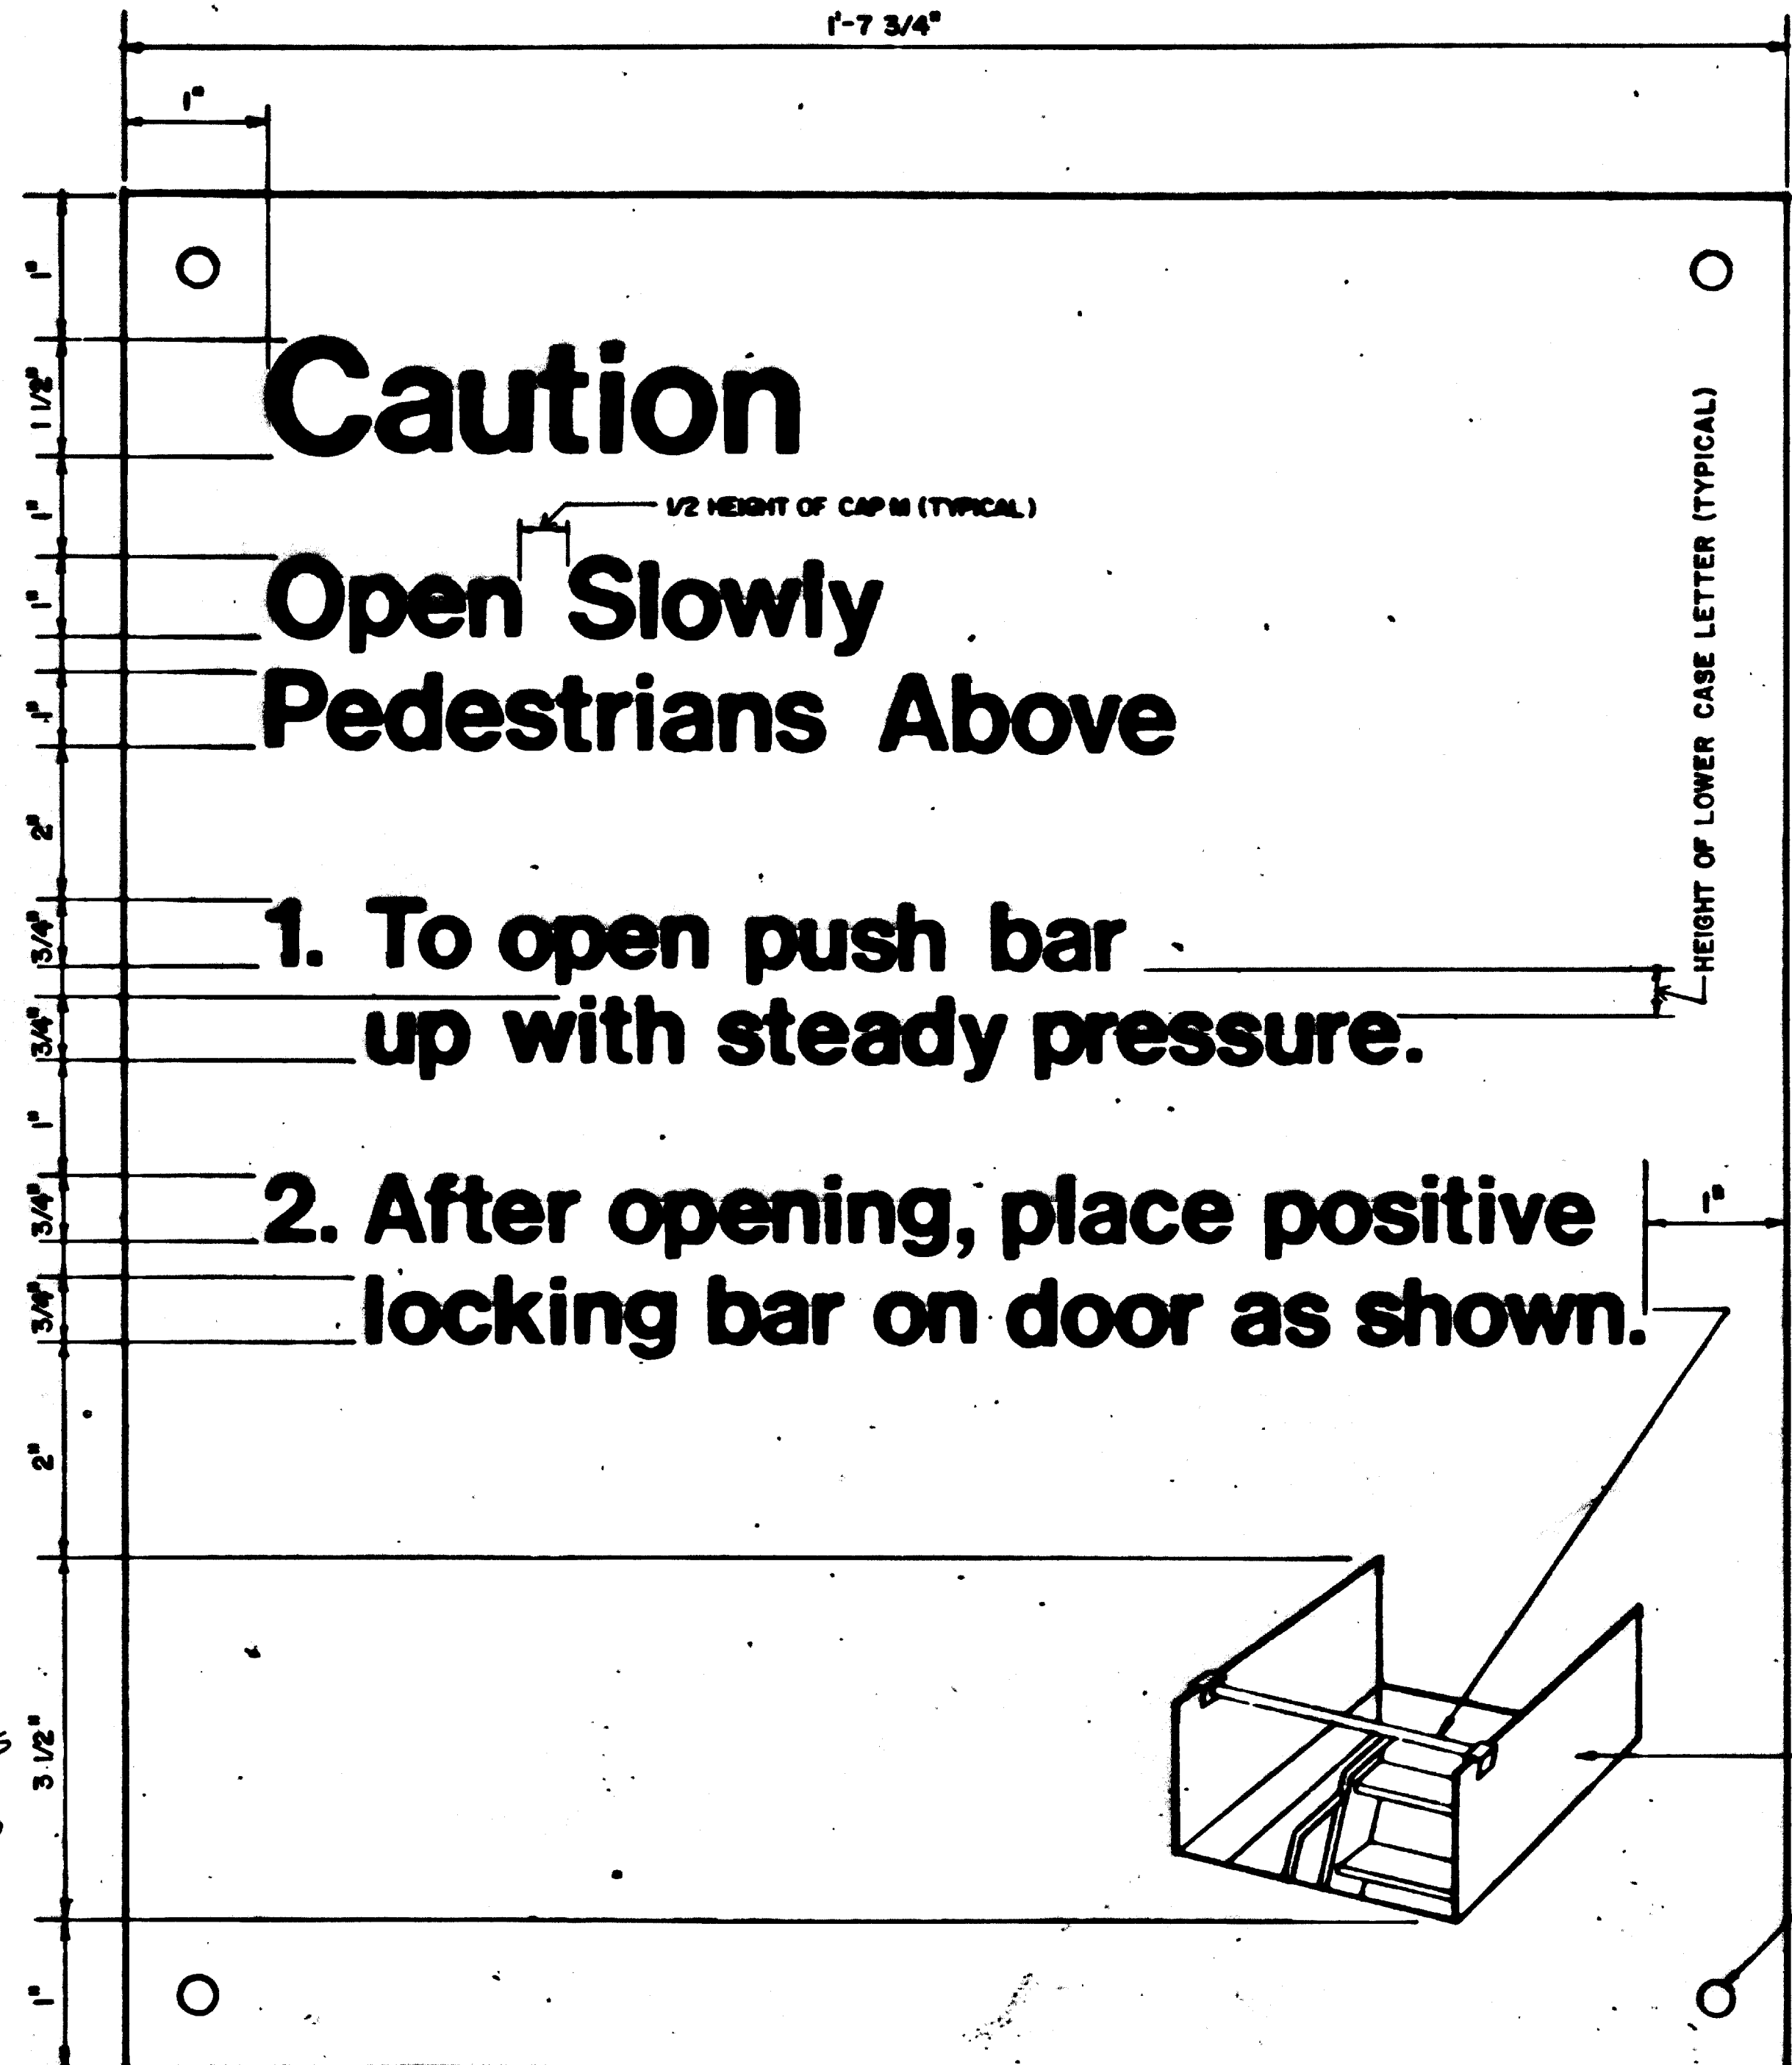 1'-7 3/4"
1"
1"
1 1/2"
Caution
1"
1/2 HEIGHT OF CAP M (TYPICAL)
1"
Open Slowly
1"
Pedestrians Above
HEIGHT OF LOWER CASE LETTER (TYPICAL)
2"
3/4"
1. To open push bar
3/4"
up with steady pressure.
1"
3/4"
2. After opening, place positive
1"
3/4"
locking bar on door as shown.
2"
3 1/2"
1"